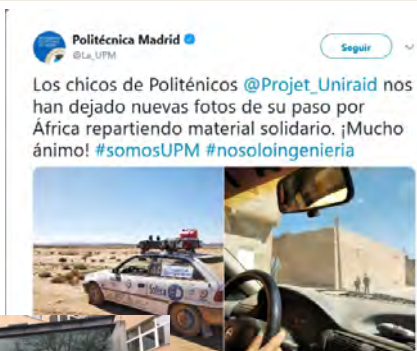 Politécnica Madrid
@La_UPM
Seguir
Los chicos de Politénicos @Projet_Uniraid nos
han dejado nuevas fotos de su paso por
África repartiendo material solidario. ¡Mucho
ánimo! #somosUPM #nosoloingenieria